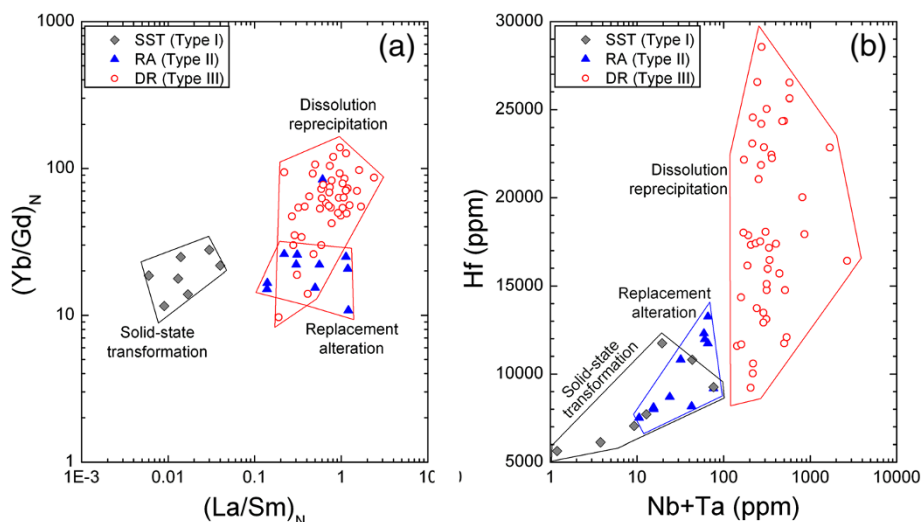 (a)
SST (Type I)
RA (Type II)
DR (Type III)
Dissolution
reprecipitation
Solid-state
transformation
Replacement
alteration
1000
100
10
1
(Yb/Gd)N
1E-3
0.01
0.1
1
10
(La/Sm)N
(b)
SST (Type I)
RA (Type II)
DR (Type III)
Dissolution
reprecipitation
Replacement
alteration
Solid-state
transformation
30000
25000
20000
15000
10000
5000
Hf (ppm)
1
10
100
1000
10000
Nb+Ta (ppm)